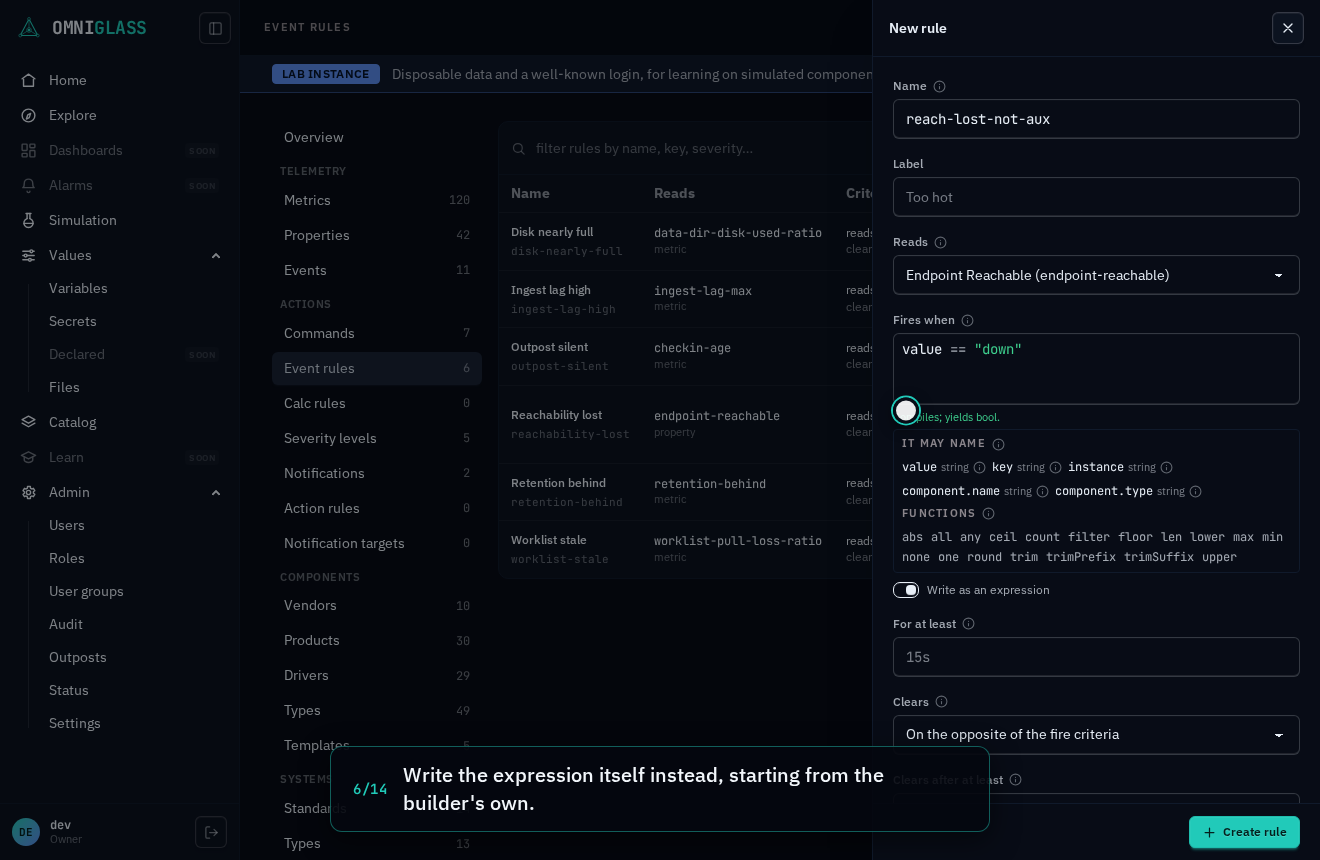 OMNIGLASS
Home
Explore
Dashboards SOON
Alarms SOON
Simulation
Values
Variables
Secrets
Declared SOON
Files
Catalog
Learn SOON
Admin
Users
Roles
User groups
Audit
Outposts
Status
Settings
DE dev
Owner
EVENT RULES
LAB INSTANCE Disposable data and a well-known login, for learning on simulated componen
Overview
TELEMETRY
Metrics 120
Properties 42
Events 11
ACTIONS
Commands 7
Event rules 6
Calc rules 0
Severity levels 5
Notifications 2
Action rules 0
Notification targets 0
COMPONENTS
Vendors 10
Products 30
Drivers 29
Types 49
Templates 5
SYSTEMS
Standar
Types 13
filter rules by name, key, severity...
Name Reads Crite
Disk nearly full data-dir-disk-used-ratio reads
disk-nearly-full metric clear
Ingest lag high ingest-lag-max reads
ingest-lag-high metric clear
Outpost silent checkin-age reads
outpost-silent metric clear
Reachability lost endpoint-reachable reads
reachability-lost property clear
Retention behind retention-behind reads
retention-behind metric clear
Worklist stale worklist-pull-loss-ratio reads
worklist-stale metric clear
New rule
Name
reach-lost-not-aux
Label
Too hot
Reads
Endpoint Reachable (endpoint-reachable)
Fires when
value == "down"
piles; yields bool.
IT MAY NAME
value string key string instance string
component.name string component.type string
FUNCTIONS
abs all any ceil count filter floor len lower max min
none one round trim trimPrefix trimSuffix upper
Write as an expression
For at least
15s
Clears
On the opposite of the fire criteria
Clears after at least
Create rule
6/14 Write the expression itself instead, starting from the
builder's own.